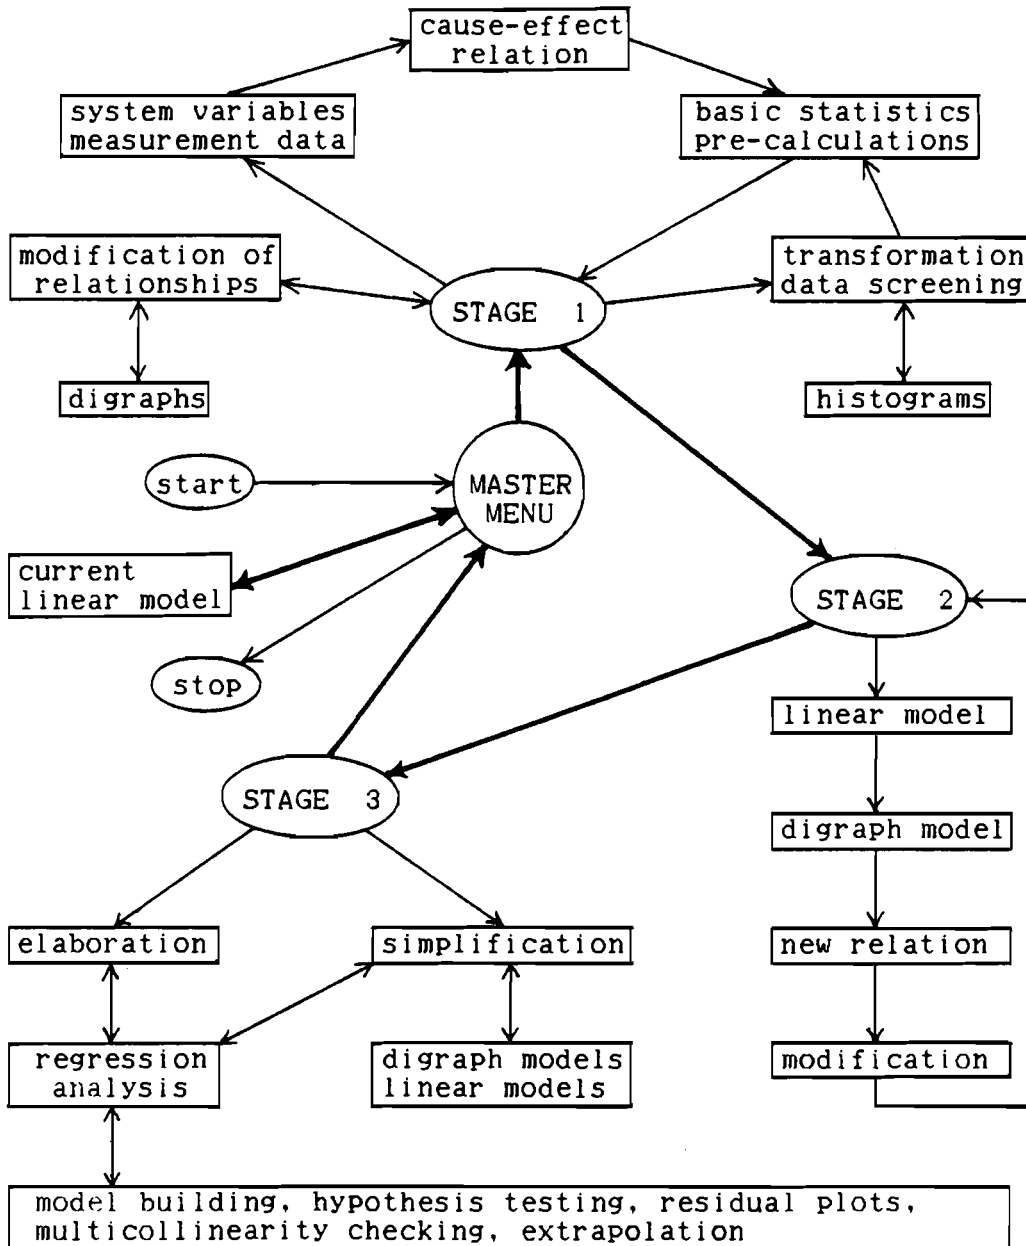 cause-effect
relation
system variables
measurement data
basic statistics
pre-calculations
modification of
relationships
transformation
data screening
STAGE 1
digraphs
histograms
start
MASTER
MENU
current
linear model
STAGE 2
stop
linear model
STAGE 3
digraph model
elaboration
simplification
new relation
regression
analysis
digraph models
linear models
modification
model building, hypothesis testing, residual plots,
multicollinearity checking, extrapolation